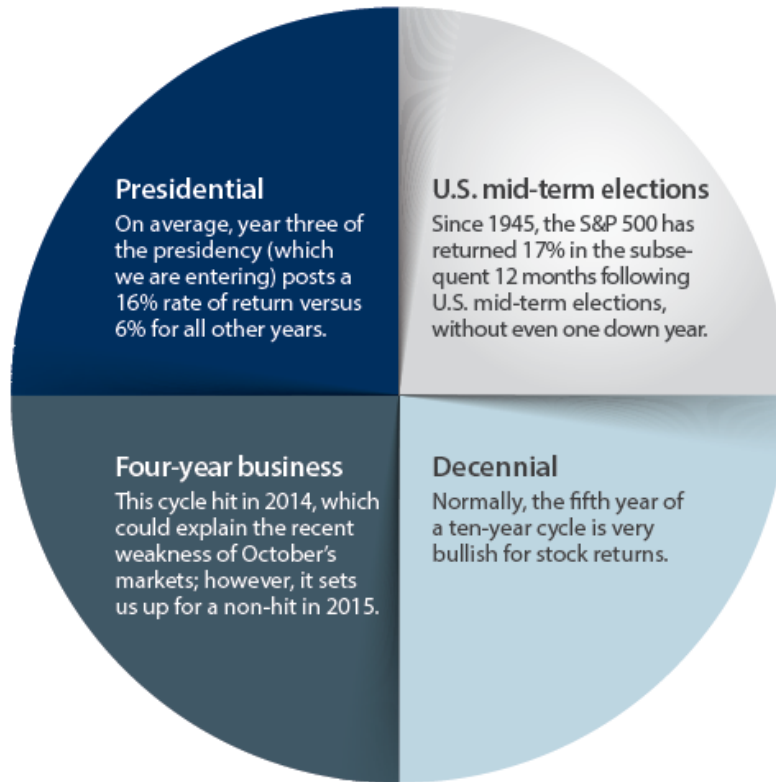 Presidential
On average, year three of
the presidency (which
we are entering) posts a
16% rate of return versus
6% for all other years.
U.S. mid-term elections
Since 1945, the S&P 500 has
returned 17% in the subse-
quent 12 months following
U.S. mid-term elections,
without even one down year.
Four-year business
This cycle hit in 2014, which
could explain the recent
weakness of October’s
markets; however, it sets
us up for a non-hit in 2015.
Decennial
Normally, the fifth year of
a ten-year cycle is very
bullish for stock returns.